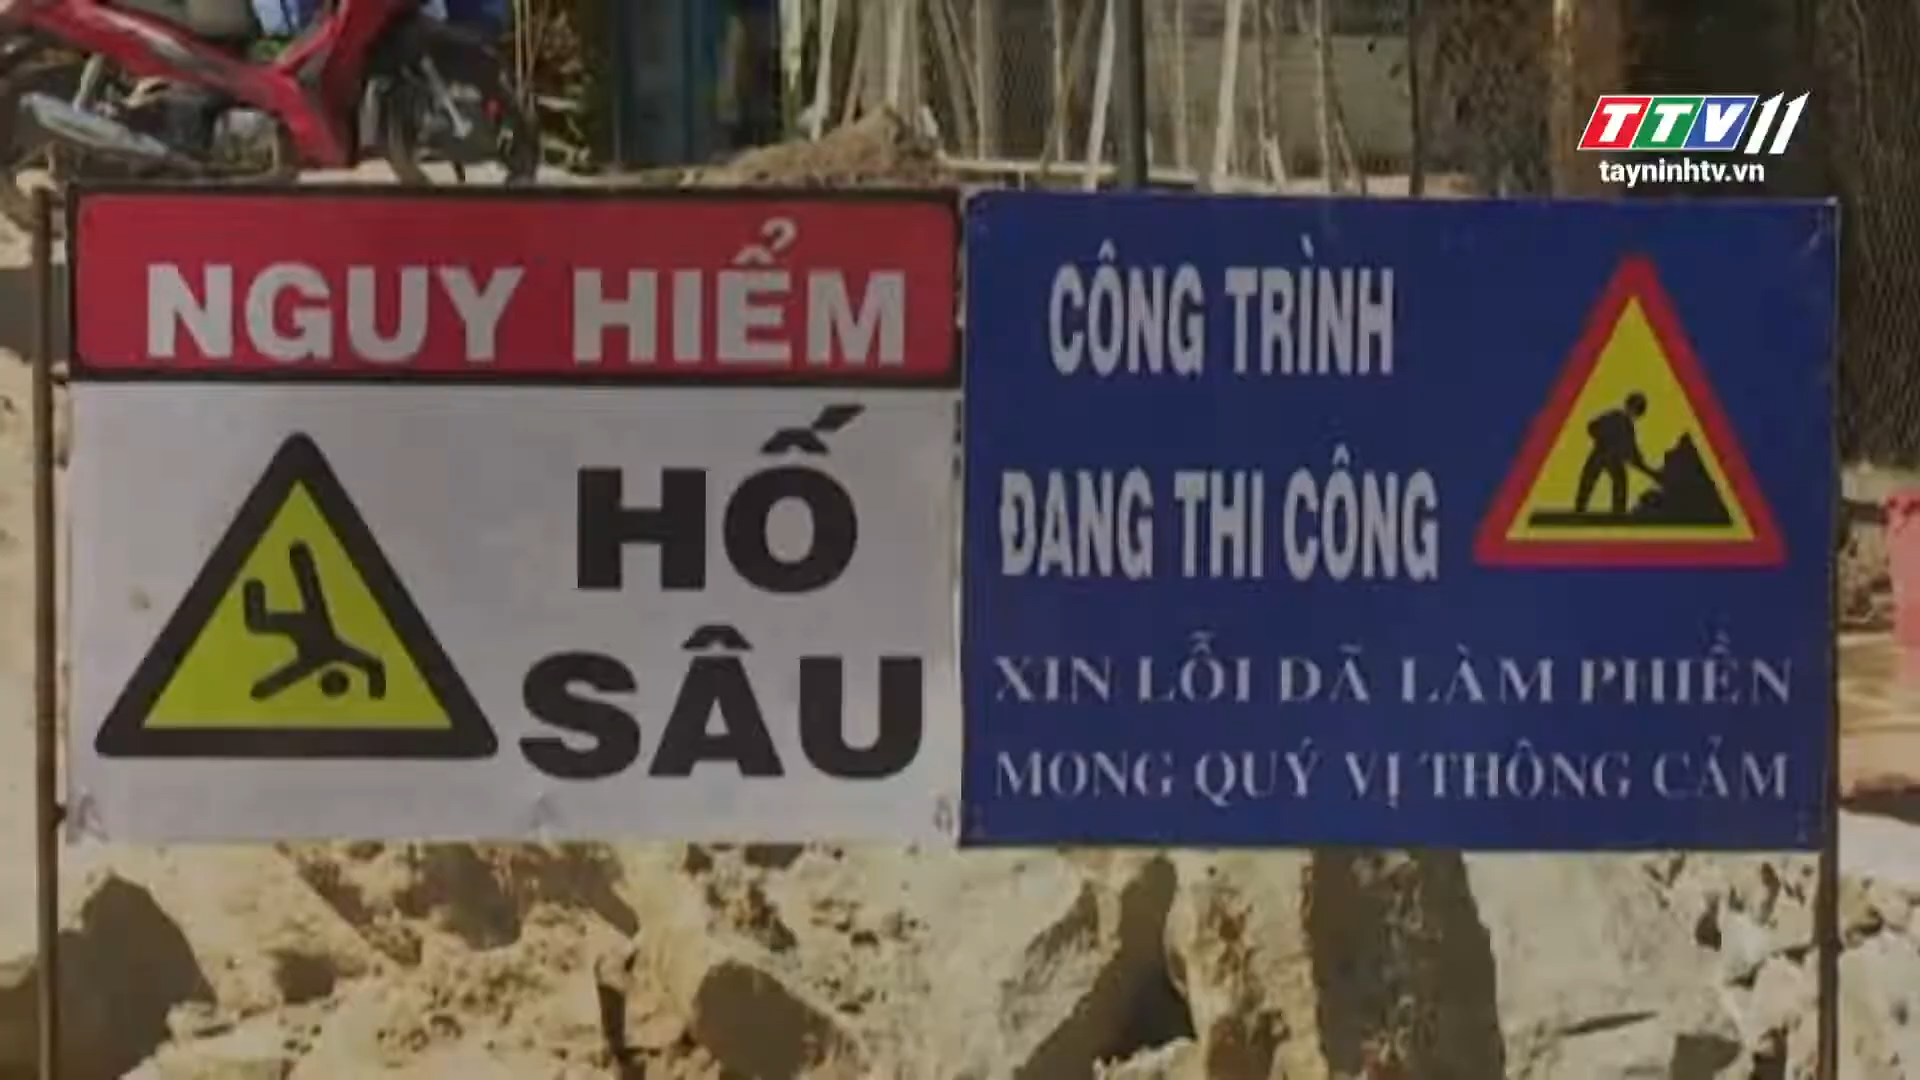 TTV11
tayninhtv.vn
NGUY HIỂM
HỐ
SÂU
CÔNG TRÌNH
ĐANG THI CÔNG
XIN LỖI DÃ LÀM PHIỀN
MONG QUÝ VỊ THÔNG CẢM